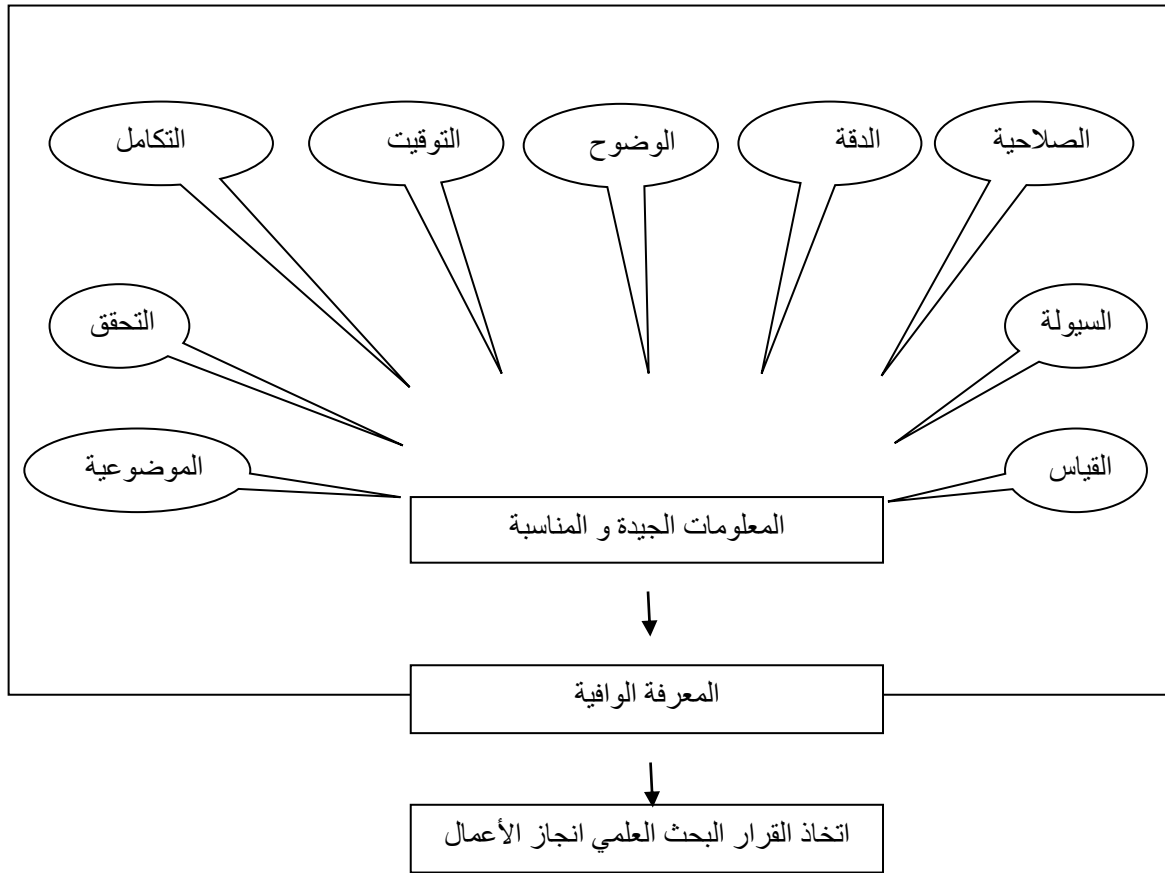 الصلاحية
الدقة
الوضوح
التوقيت
التكامل
السيولة
التحقق
القياس
الموضوعية
المعلومات الجيدة و المناسبة
المعرفة الوافية
اتخاذ القرار البحث العلمي انجاز الأعمال